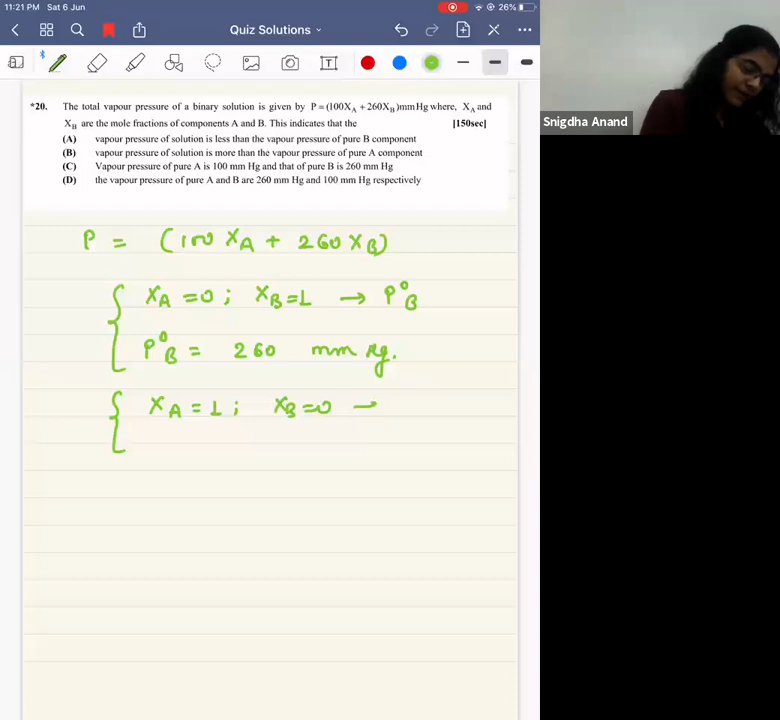 11:21 PM Sat 6 Jun
26%
Quiz Solutions
*20. The total vapour pressure of a binary solution is given by P = (100X_A + 260X_B)mm Hg where, X_A and
X_B are the mole fractions of components A and B. This indicates that the [150sec]
(A) vapour pressure of solution is less than the vapour pressure of pure B component
(B) vapour pressure of solution is more than the vapour pressure of pure A component
(C) Vapour pressure of pure A is 100 mm Hg and that of pure B is 260 mm Hg
(D) the vapour pressure of pure A and B are 260 mm Hg and 100 mm Hg respectively
Snigdha Anand
P = (100 X_A + 260 X_B)
X_A = 0 ; X_B = 1 → P°_B
P°_B = 260 mm Hg.
X_A = 1 ; X_B = 0 →